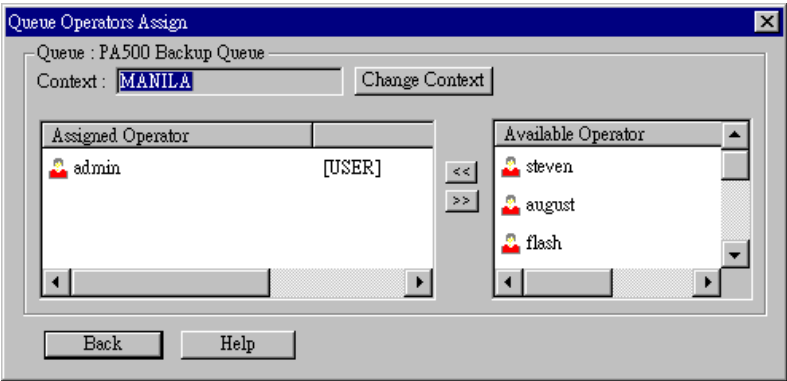 Queue Operators Assign
Queue : PA500 Backup Queue
Context : MANILA
Change Context
Assigned Operator
admin [USER]
<<
>>
Available Operator
steven
august
flash
Back
Help